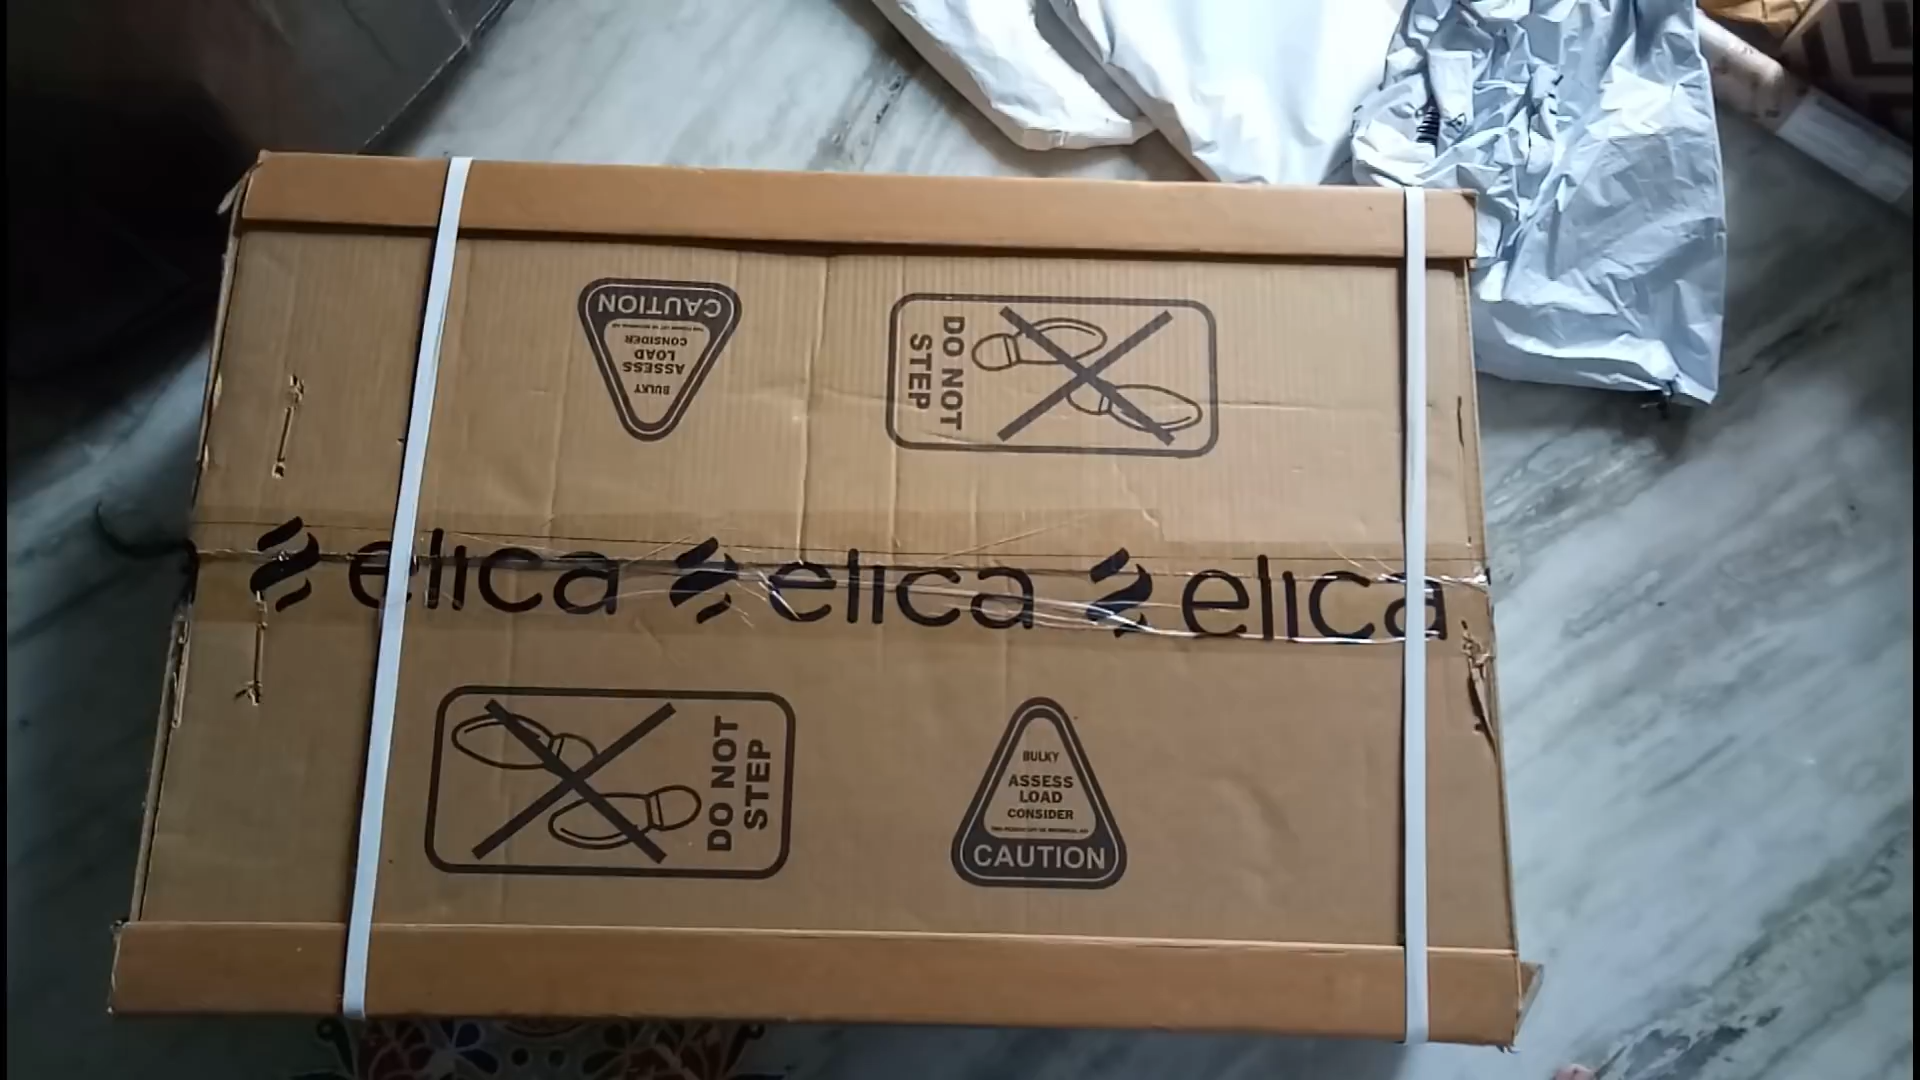 CAUTION
CONSIDER
LOAD
ASSESS
BULKY
DO NOT
STEP
elica elica elica
DO NOT
STEP
BULKY
ASSESS
LOAD
CONSIDER
CAUTION